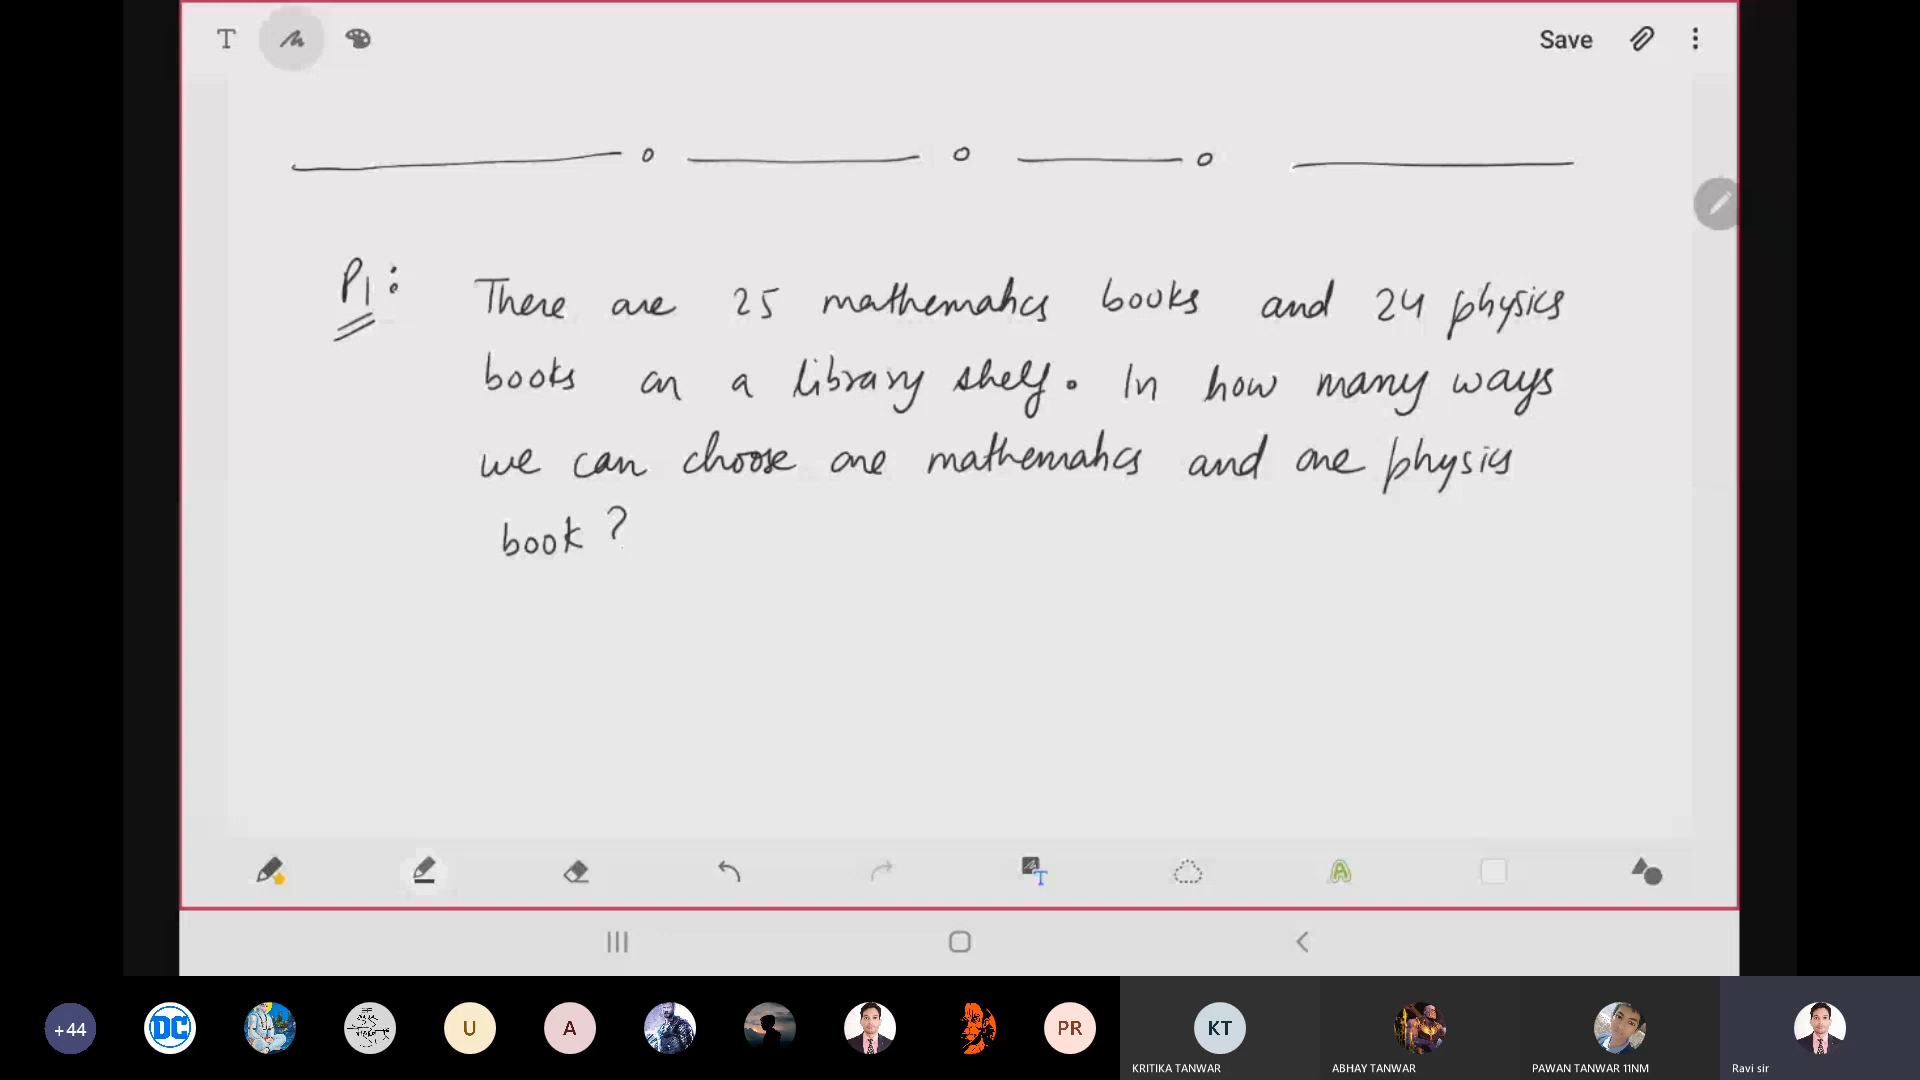 T Save
P1: There are 25 mathematics books and 24 physics
books on a library shelf. In how many ways
we can choose one mathematics and one physics
book?
T A
+44 DC U A PR KT
KRITIKA TANWAR ABHAY TANWAR PAWAN TANWAR 11NM Ravi sir